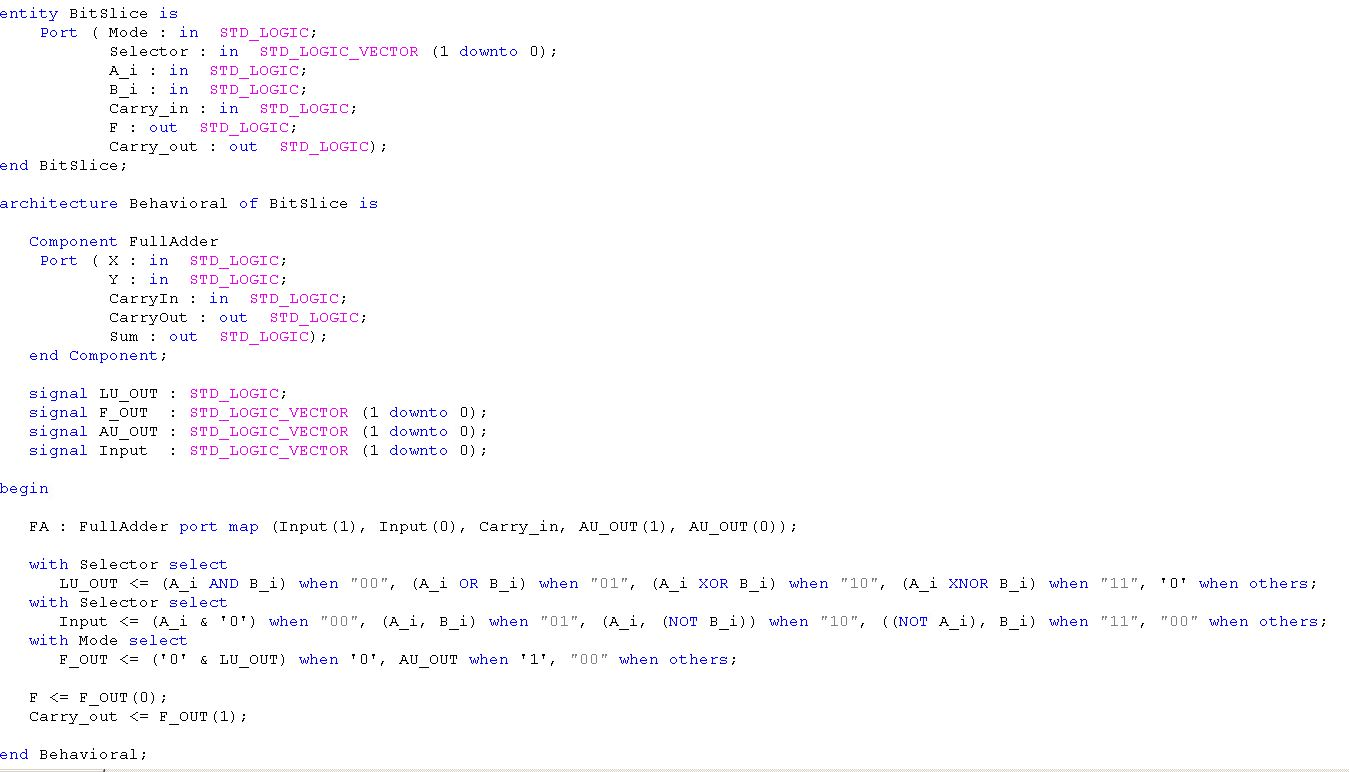 entity BitSlice is
    Port ( Mode : in  STD_LOGIC;
           Selector : in  STD_LOGIC_VECTOR (1 downto 0);
           A_i : in  STD_LOGIC;
           B_i : in  STD_LOGIC;
           Carry_in : in  STD_LOGIC;
           F : out  STD_LOGIC;
           Carry_out : out  STD_LOGIC);
end BitSlice;

architecture Behavioral of BitSlice is

   Component FullAdder
    Port ( X : in  STD_LOGIC;
           Y : in  STD_LOGIC;
           CarryIn : in  STD_LOGIC;
           CarryOut : out  STD_LOGIC;
           Sum : out  STD_LOGIC);
   end Component;

   signal LU_OUT : STD_LOGIC;
   signal F_OUT  : STD_LOGIC_VECTOR (1 downto 0);
   signal AU_OUT : STD_LOGIC_VECTOR (1 downto 0);
   signal Input  : STD_LOGIC_VECTOR (1 downto 0);

begin

   FA : FullAdder port map (Input(1), Input(0), Carry_in, AU_OUT(1), AU_OUT(0));

   with Selector select
      LU_OUT <= (A_i AND B_i) when "00", (A_i OR B_i) when "01", (A_i XOR B_i) when "10", (A_i XNOR B_i) when "11", '0' when others;
   with Selector select
      Input <= (A_i & '0') when "00", (A_i, B_i) when "01", (A_i, (NOT B_i)) when "10", ((NOT A_i), B_i) when "11", "00" when others;
   with Mode select
      F_OUT <= ('0' & LU_OUT) when '0', AU_OUT when '1', "00" when others;

   F <= F_OUT(0);
   Carry_out <= F_OUT(1);

end Behavioral;